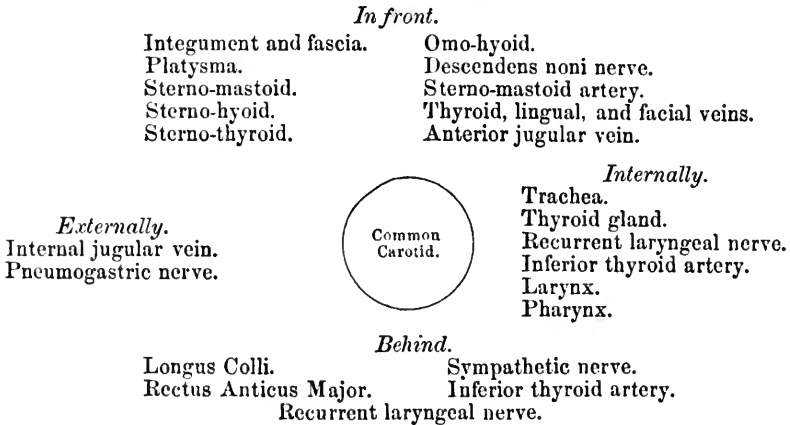 In front.
Integument and fascia. Omo-hyoid.
Platysma. Descendens noni nerve.
Sterno-mastoid. Sterno-mastoid artery.
Sterno-hyoid. Thyroid, lingual, and facial veins.
Sterno-thyroid. Anterior jugular vein.
Externally.
Internal jugular vein.
Pneumogastric nerve.
Common
Carotid.
Internally.
Trachea.
Thyroid gland.
Recurrent laryngeal nerve.
Inferior thyroid artery.
Larynx.
Pharynx.
Behind.
Longus Colli. Sympathetic nerve.
Rectus Anticus Major. Inferior thyroid artery.
Recurrent laryngeal nerve.